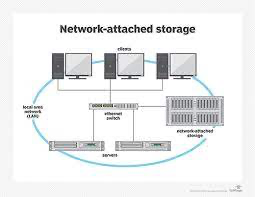 Network-attached storage
clients
local area
network
(LAN)
ethernet
switch
network-attached
storage
servers